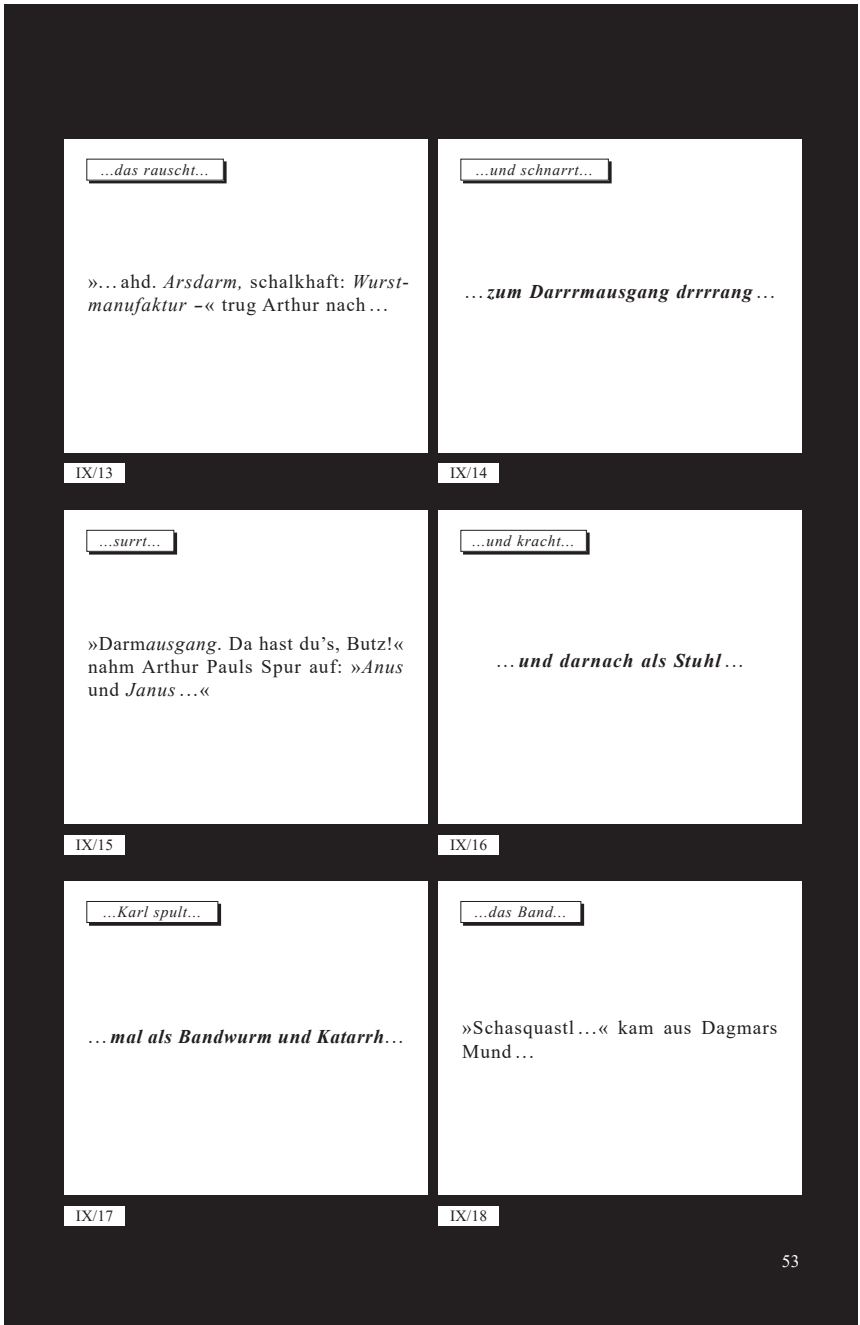 ...das rauscht...
»... ahd. Arsdarm, schalkhaft: Wurst-
manufaktur –« trug Arthur nach ...
IX/13
...und schnarrt...
... zum Darrrmausgang drrrrang ...
IX/14
...surrt...
»Darmausgang. Da hast du’s, Butz!«
nahm Arthur Pauls Spur auf: »Anus
und Janus ...«
IX/15
...und kracht...
... und darnach als Stuhl ...
IX/16
...Karl spult...
... mal als Bandwurm und Katarrh...
IX/17
...das Band...
»Schasquastl ...« kam aus Dagmars
Mund ...
IX/18
53